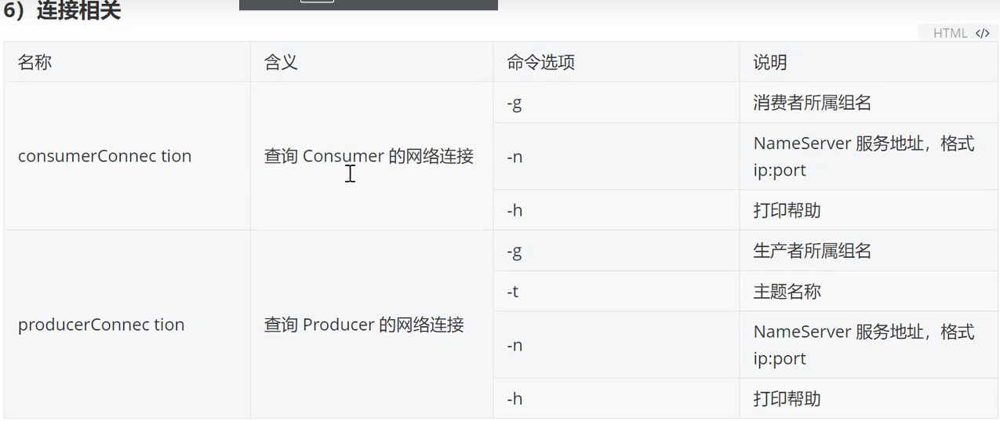 6）连接相关
HTML </>
名称 含义 命令选项 说明
consumerConnec tion 查询 Consumer 的网络连接
-g 消费者所属组名
-n NameServer 服务地址，格式
ip:port
-h 打印帮助
producerConnec tion 查询 Producer 的网络连接
-g 生产者所属组名
-t 主题名称
-n NameServer 服务地址，格式
ip:port
-h 打印帮助